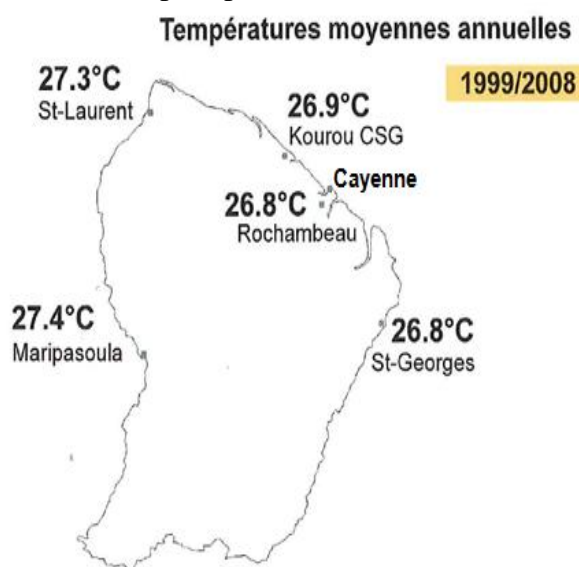 Températures moyennes annuelles
1999/2008
27.3°C
St-Laurent
26.9°C
Kourou CSG
Cayenne
26.8°C
Rochambeau
27.4°C
Maripasoula
26.8°C
St-Georges